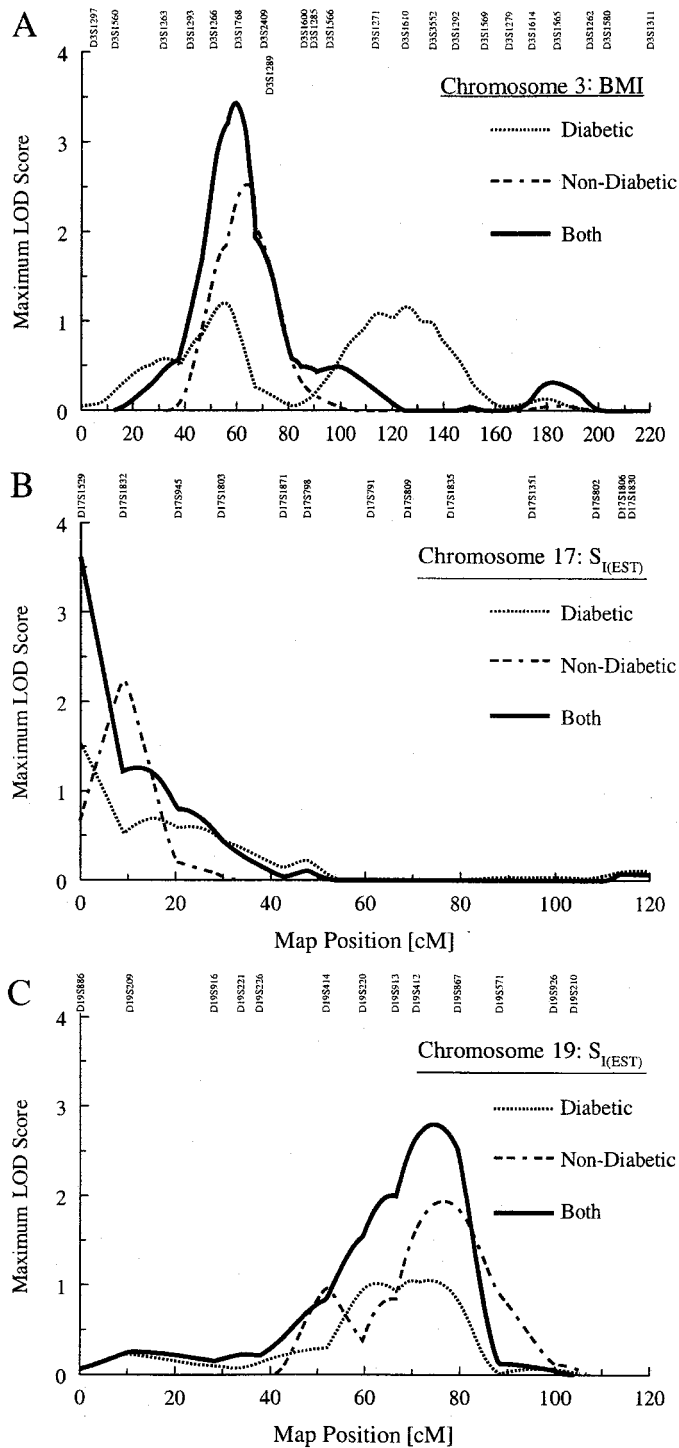 A
D3S1297 D3S1560 D3S1263 D3S1293 D3S1266 D3S1768 D3S2409 D3S1600 D3S1285 D3S1566 D3S1271 D3S1610 D3S3552 D3S1292 D3S1569 D3S1279 D3S1614 D3S1565 D3S1262 D3S1580 D3S1311
D3S1289
Chromosome 3: BMI
Diabetic
Non-Diabetic
Both
Maximum LOD Score
4
3
2
1
0
0 20 40 60 80 100 120 140 160 180 200 220
B
D17S1529 D17S1832 D17S945 D17S1803 D17S1871 D17S798 D17S791 D17S809 D17S1835 D17S1351 D17S802 D17S1806 D17S1830
Chromosome 17: SI(EST)
Diabetic
Non-Diabetic
Both
Maximum LOD Score
4
3
2
1
0
0 20 40 60 80 100 120
Map Position [cM]
C
D19S886 D19S209 D19S916 D19S221 D19S226 D19S414 D19S220 D19S913 D19S412 D19S867 D19S571 D19S926 D19S210
Chromosome 19: SI(EST)
Diabetic
Non-Diabetic
Both
Maximum LOD Score
4
3
2
1
0
0 20 40 60 80 100 120
Map Position [cM]